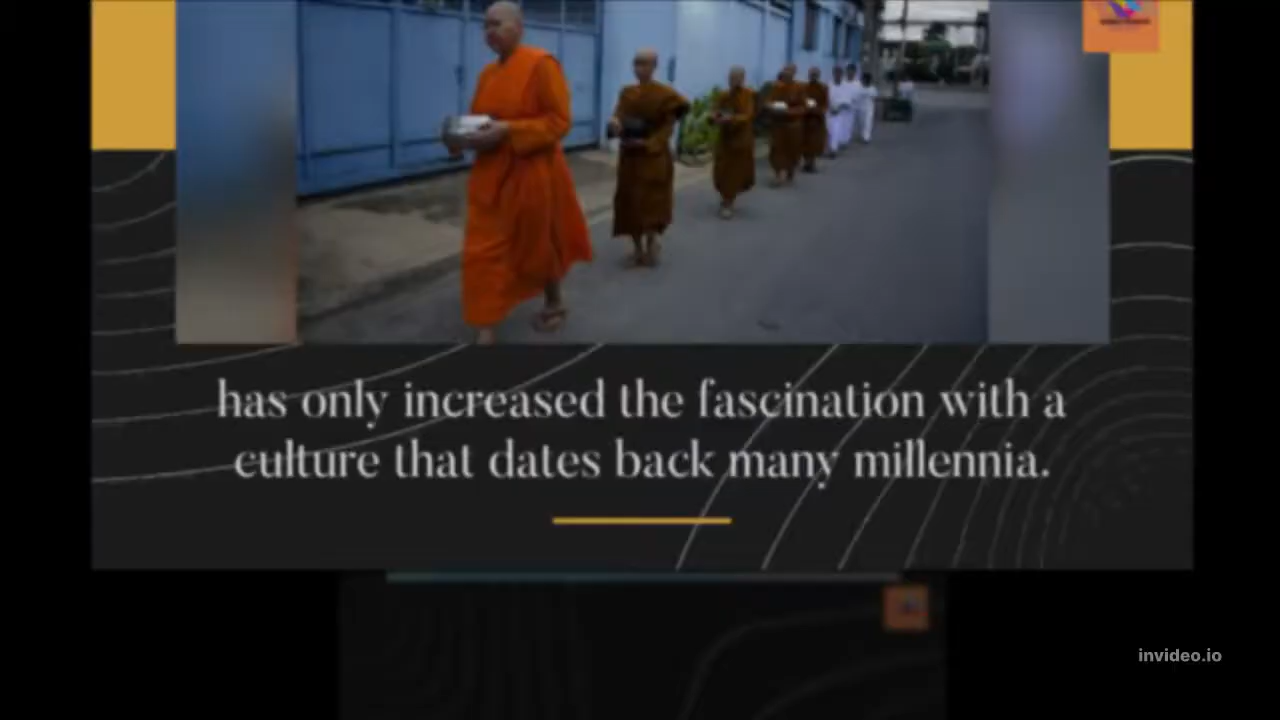 has only increased the fascination with a
culture that dates back many millennia.
invideo.io